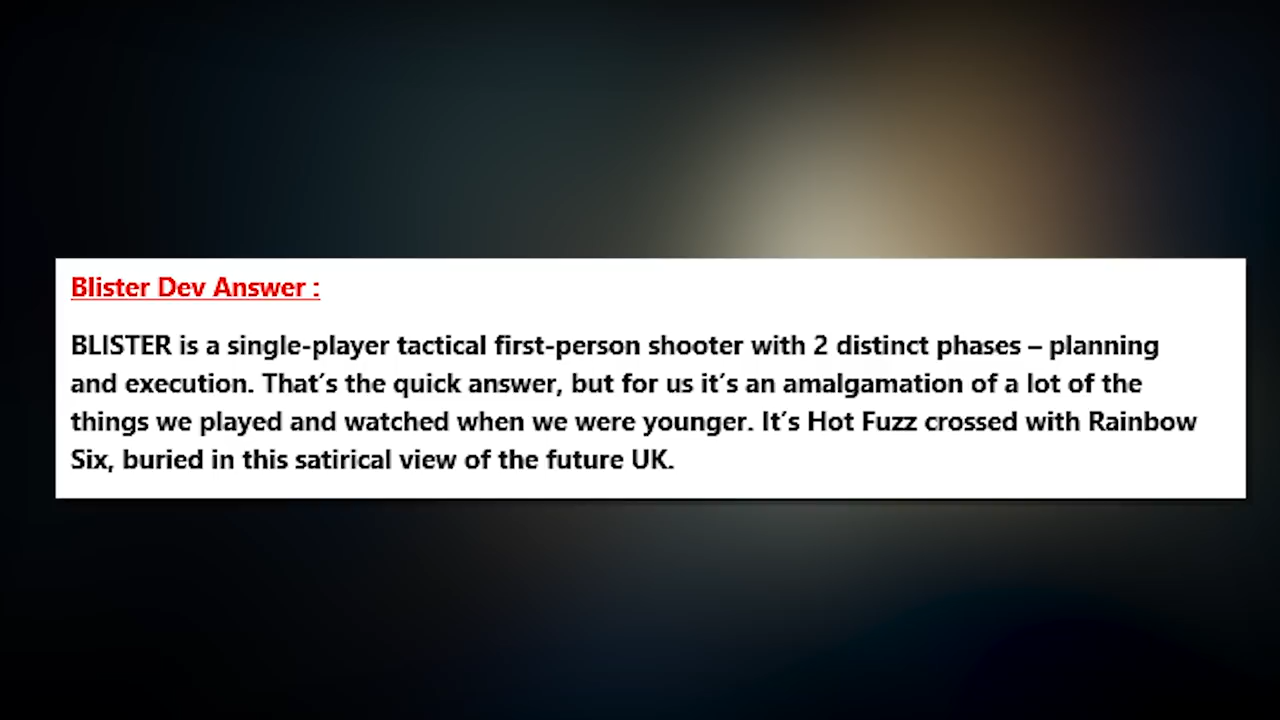 Blister Dev Answer :
BLISTER is a single-player tactical first-person shooter with 2 distinct phases – planning
and execution. That's the quick answer, but for us it's an amalgamation of a lot of the
things we played and watched when we were younger. It's Hot Fuzz crossed with Rainbow
Six, buried in this satirical view of the future UK.